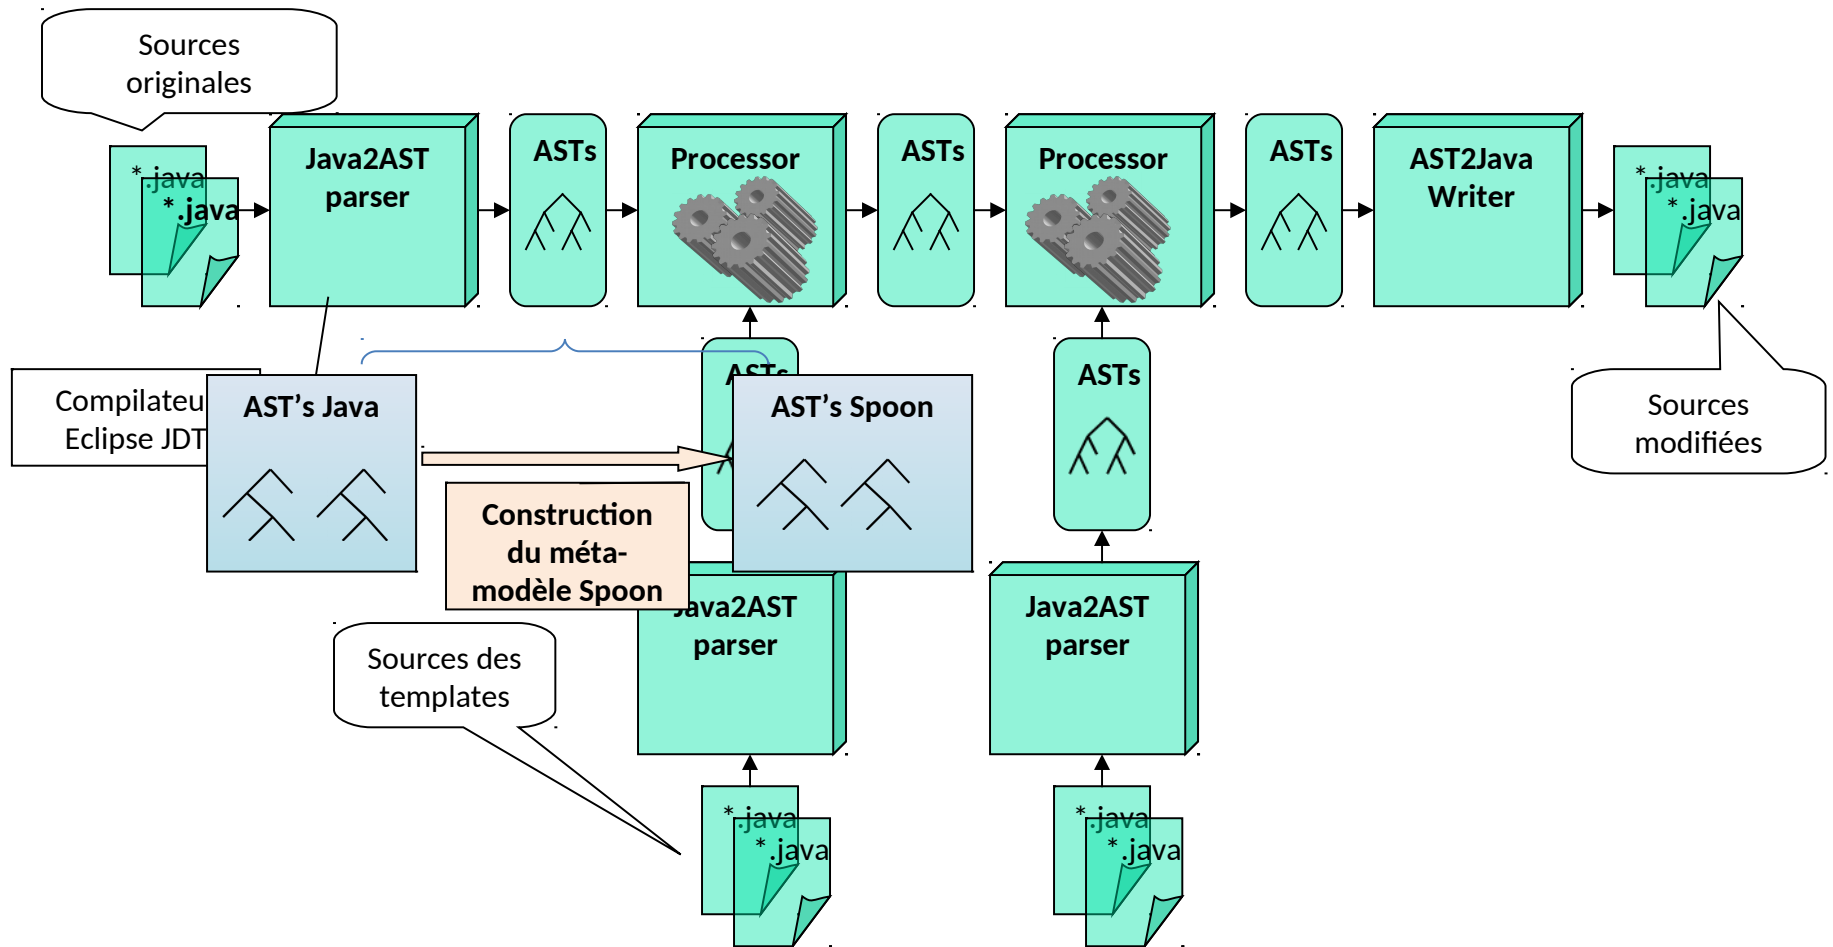 Sources
originales
*.java
*.java
Java2AST
parser
ASTs
Processor
ASTs
Processor
ASTs
AST2Java
Writer
*.java
*.java
Compilateu
Eclipse JDT
AST’s Java
ASTs
AST’s Spoon
ASTs
Sources
modifiées
Construction
du méta-
modèle Spoon
Java2AST
parser
Java2AST
parser
Sources des
templates
*.java
*.java
*.java
*.java